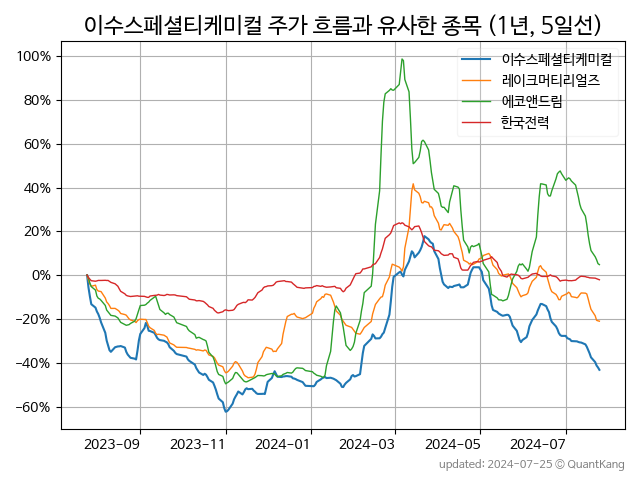 이수스페셜티케미컬 주가 흐름과 유사한 종목 (1년, 5일선)
이수스페셜티케미컬
레이크머티리얼즈
에코앤드림
한국전력
100%
80%
60%
40%
20%
0%
−20%
−40%
−60%
2023-09
2023-11
2024-01
2024-03
2024-05
2024-07
updated: 2024-07-25 © QuantKang